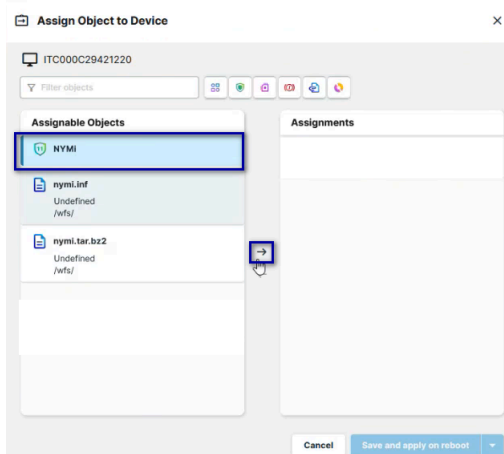 Assign Object to Device
ITC000C29421220
Filter objects
Assignable Objects
Assignments
NYMi
nymi.inf
Undefined
/wfs/
nymi.tar.bz2
Undefined
/wfs/
Cancel
Save and apply on reboot